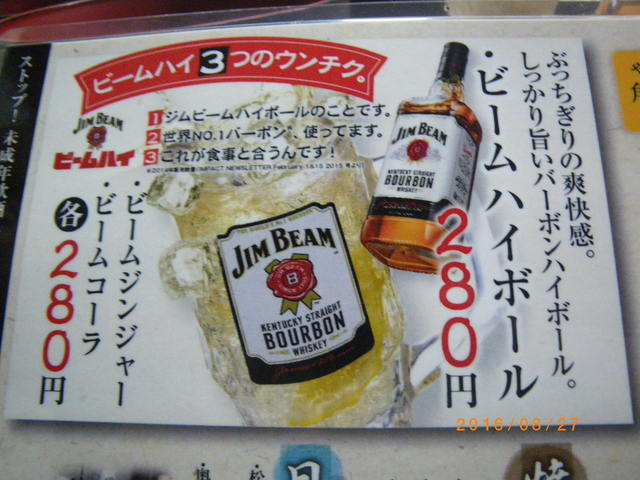 ストップ!未成年飲酒
ビームハイ3つのウンチク。
1 ジムビームハイボールのことです。
2 世界NO.1バーボン※、使ってます。
3 これが食事と合うんです!
JIM BEAM
ビームハイ
ぶっちぎりの爽快感。
しっかり旨いバーボンハイボール。
・ビームハイボール
280円
・ビームジンジャー
・ビームコーラ
各280円
JIM BEAM
KENTUCKY STRAIGHT
BOURBON
WHISKEY
JIM BEAM
KENTUCKY STRAIGHT
BOURBON
WHISKEY
2016/08/27